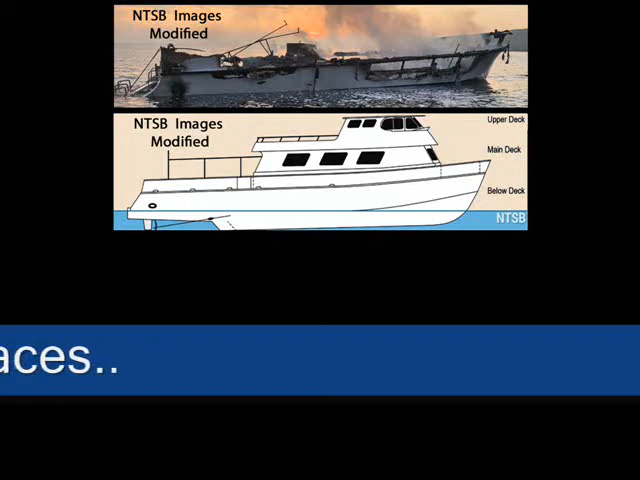 NTSB Images
Modified
NTSB Images
Modified
Upper Deck
Main Deck
Below Deck
NTSB
aces..